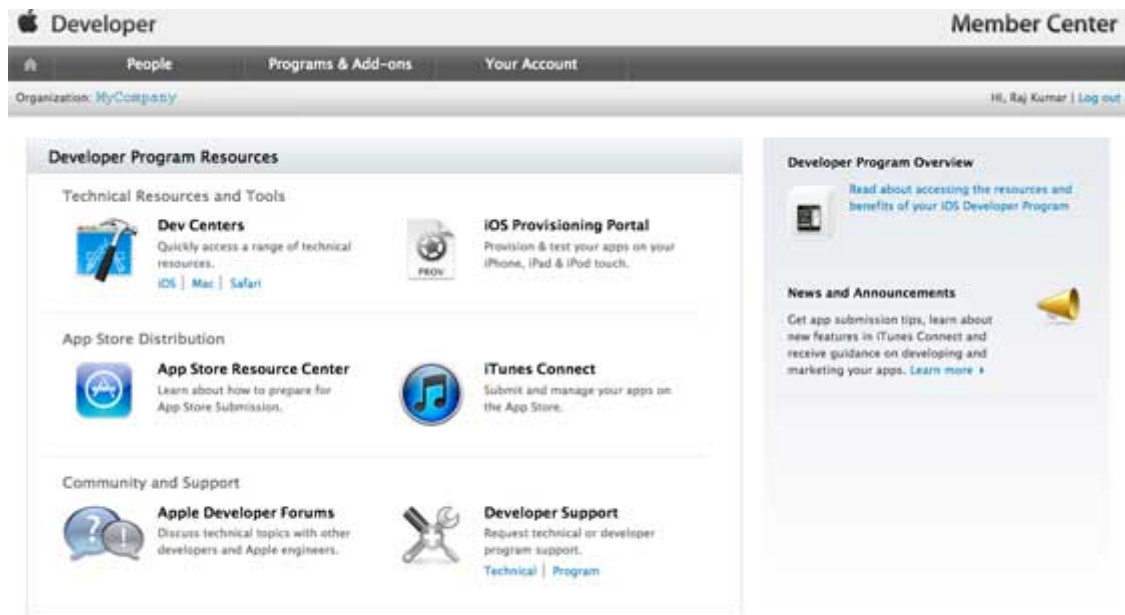 Developer
Member Center
People
Programs & Add-ons
Your Account
Organization: MyCompany
Hi, Raj Kumar | Log out
Developer Program Resources
Technical Resources and Tools
Dev Centers
Quickly access a range of technical
resources.
iOS | Mac | Safari
iOS Provisioning Portal
Provision & test your apps on your
iPhone, iPad & iPod touch.
PROV
App Store Distribution
App Store Resource Center
Learn about how to prepare for
App Store Submission.
iTunes Connect
Submit and manage your apps on
the App Store.
Community and Support
Apple Developer Forums
Discuss technical topics with other
developers and Apple engineers.
Developer Support
Request technical or developer
program support.
Technical | Program
Developer Program Overview
Read about accessing the resources and
benefits of your iOS Developer Program
News and Announcements
Get app submission tips, learn about
new features in iTunes Connect and
receive guidance on developing and
marketing your apps. Learn more